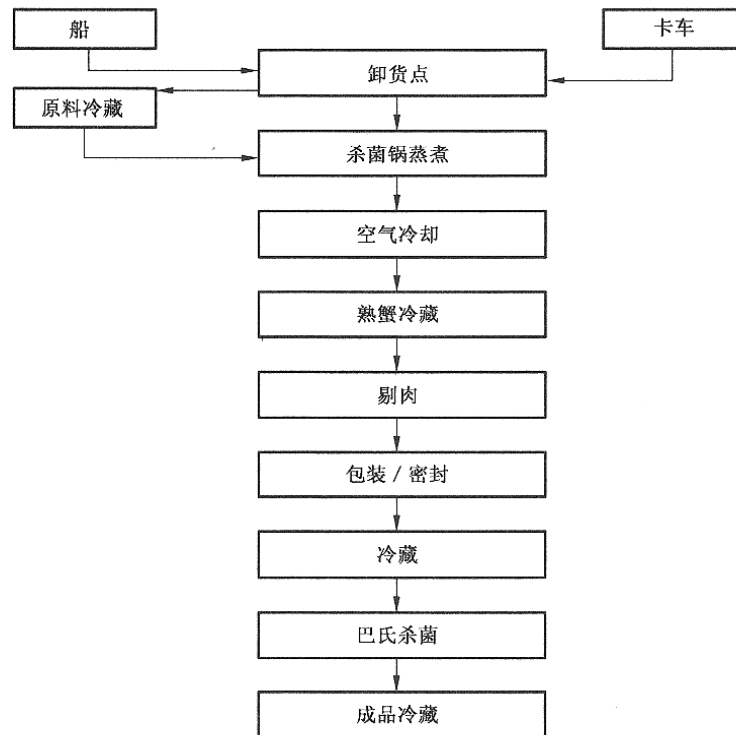 船
卡车
卸货点
原料冷藏
杀菌锅蒸煮
空气冷却
熟蟹冷藏
剔肉
包装 / 密封
冷藏
巴氏杀菌
成品冷藏